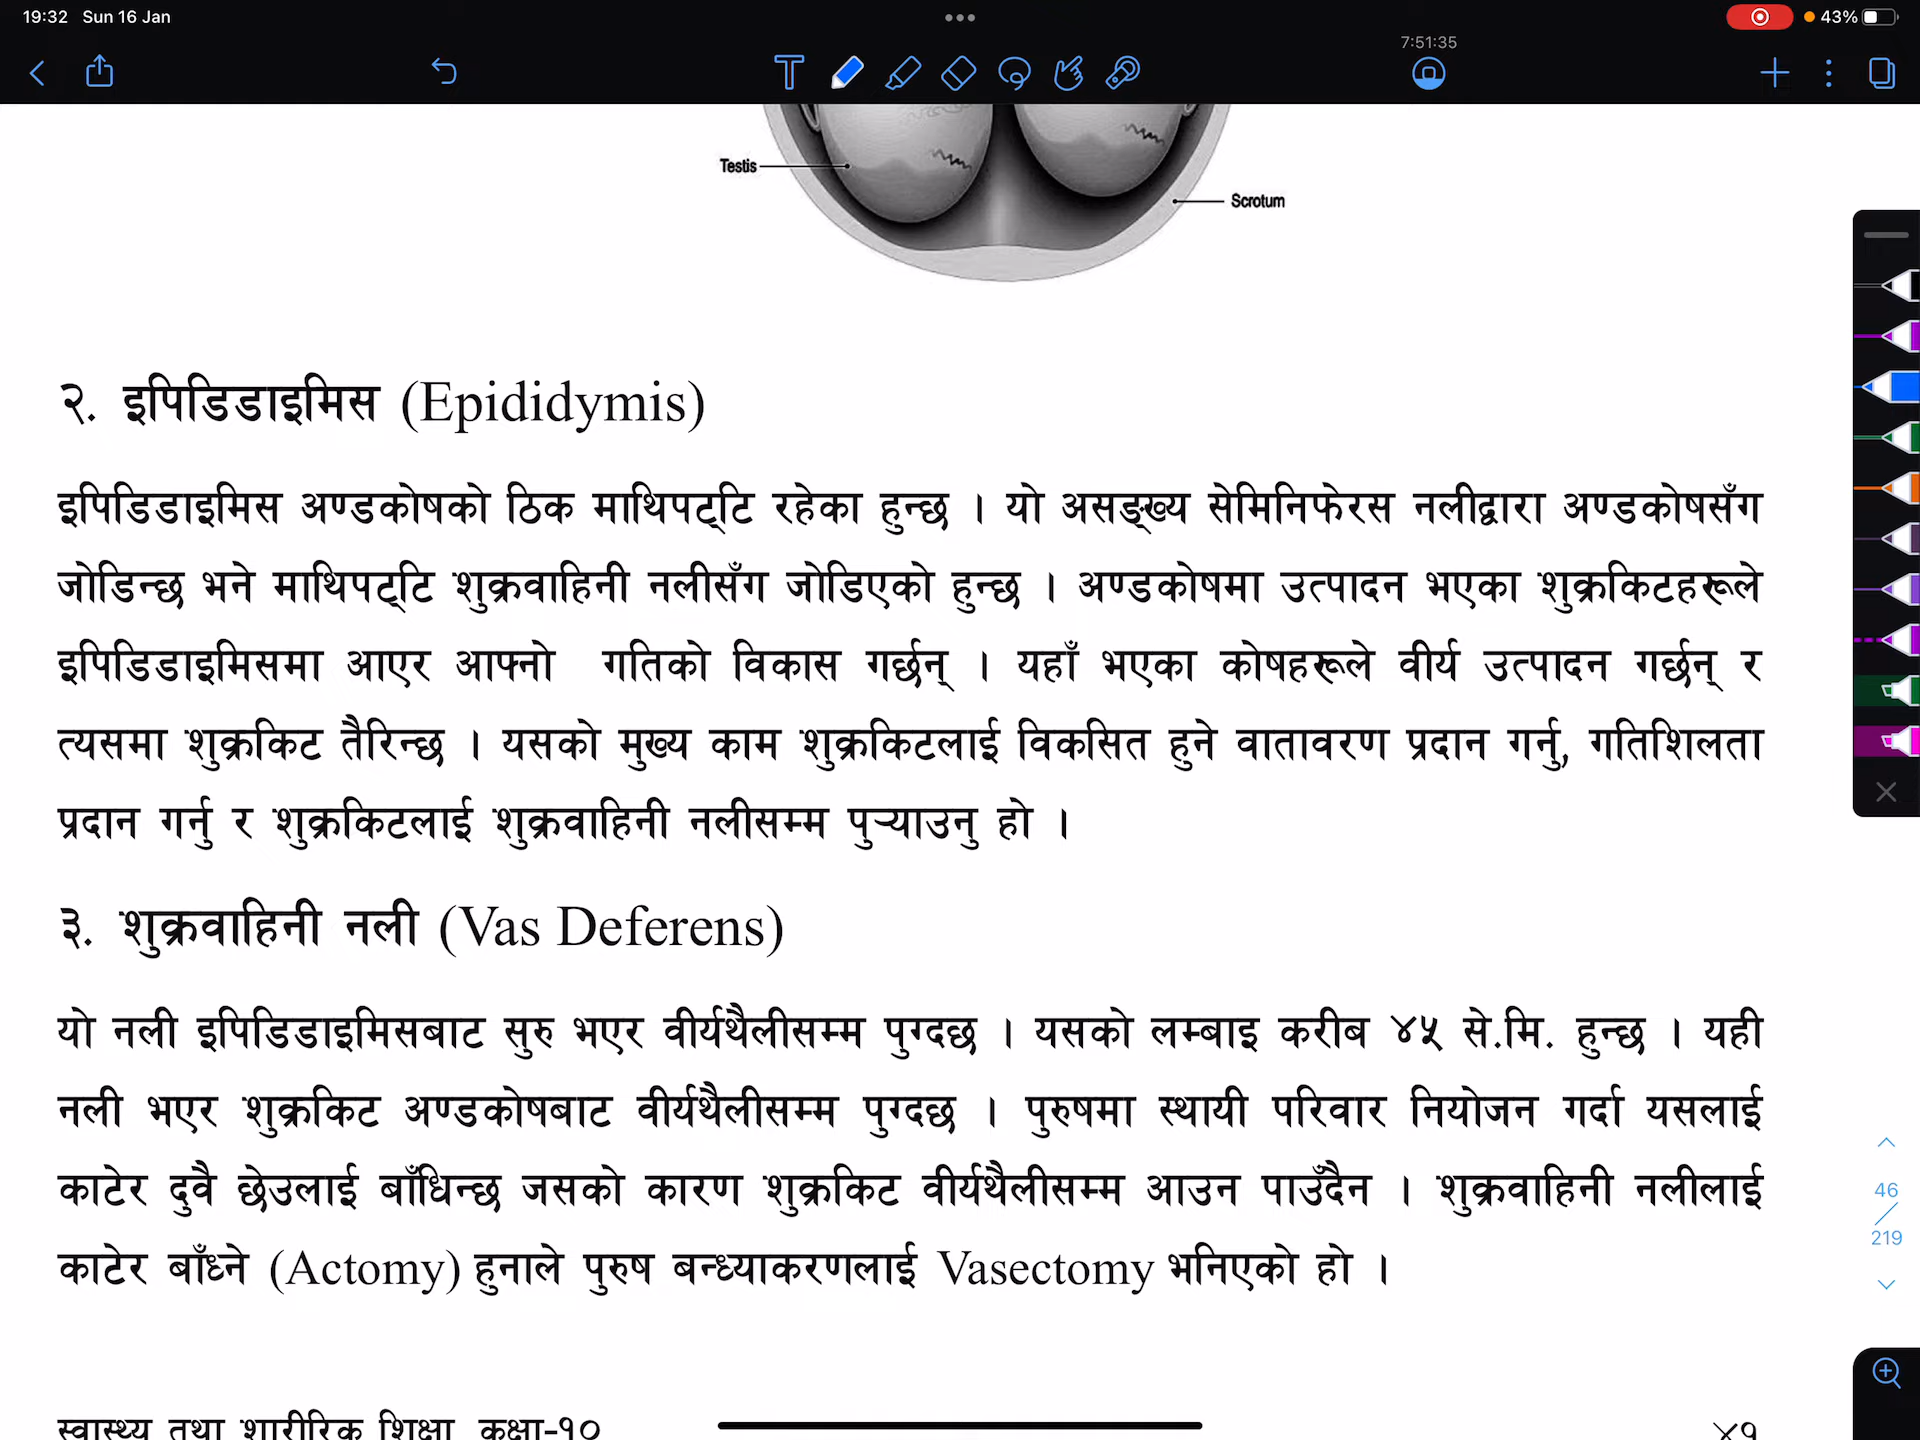 19:32 Sun 16 Jan
43%
7:51:35
Testis
Scrotum
२. इपिडिडाइमिस (Epididymis)
इपिडिडाइमिस अण्डकोषको ठिक माथिपट्टि रहेका हुन्छ । यो असङ्ख्य सेमिनिफेरस नलीद्वारा अण्डकोषसँग
जोडिन्छ भने माथिपट्टि शुक्रवाहिनी नलीसँग जोडिएको हुन्छ । अण्डकोषमा उत्पादन भएका शुक्रकिटहरूले
इपिडिडाइमिसमा आएर आफ्नो गतिको विकास गर्छन् । यहाँ भएका कोषहरूले वीर्य उत्पादन गर्छन् र
त्यसमा शुक्रकिट तैरिन्छ । यसको मुख्य काम शुक्रकिटलाई विकसित हुने वातावरण प्रदान गर्नु, गतिशिलता
प्रदान गर्नु र शुक्रकिटलाई शुक्रवाहिनी नलीसम्म पुऱ्याउनु हो ।
३. शुक्रवाहिनी नली (Vas Deferens)
यो नली इपिडिडाइमिसबाट सुरु भएर वीर्यथैलीसम्म पुग्दछ । यसको लम्बाइ करीब ४५ से.मि. हुन्छ । यही
नली भएर शुक्रकिट अण्डकोषबाट वीर्यथैलीसम्म पुग्दछ । पुरुषमा स्थायी परिवार नियोजन गर्दा यसलाई
काटेर दुवै छेउलाई बाँधिन्छ जसको कारण शुक्रकिट वीर्यथैलीसम्म आउन पाउँदैन । शुक्रवाहिनी नलीलाई
काटेर बाँध्ने (Actomy) हुनाले पुरुष बन्ध्याकरणलाई Vasectomy भनिएको हो ।
46
/
219
स्वास्थ्य तथा शारीरिक शिक्षा, कक्षा-१०